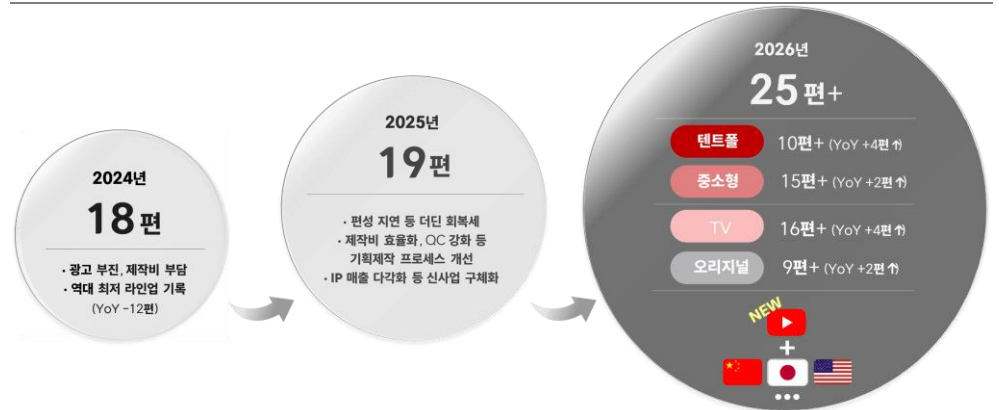 2024년
18편
· 광고 부진, 제작비 부담
· 역대 최저 라인업 기록
(YoY -12편)
2025년
19편
· 편성 지연 등 더딘 회복세
· 제작비 효율화, QC 강화 등
기획제작 프로세스 개선
· IP 매출 다각화 등 신사업 구체화
2026년
25편+
텐트폴 10편+ (YoY +4편↑)
중소형 15편+ (YoY +2편↑)
TV 16편+ (YoY +4편↑)
오리지널 9편+ (YoY +2편↑)
NEW
+
•••